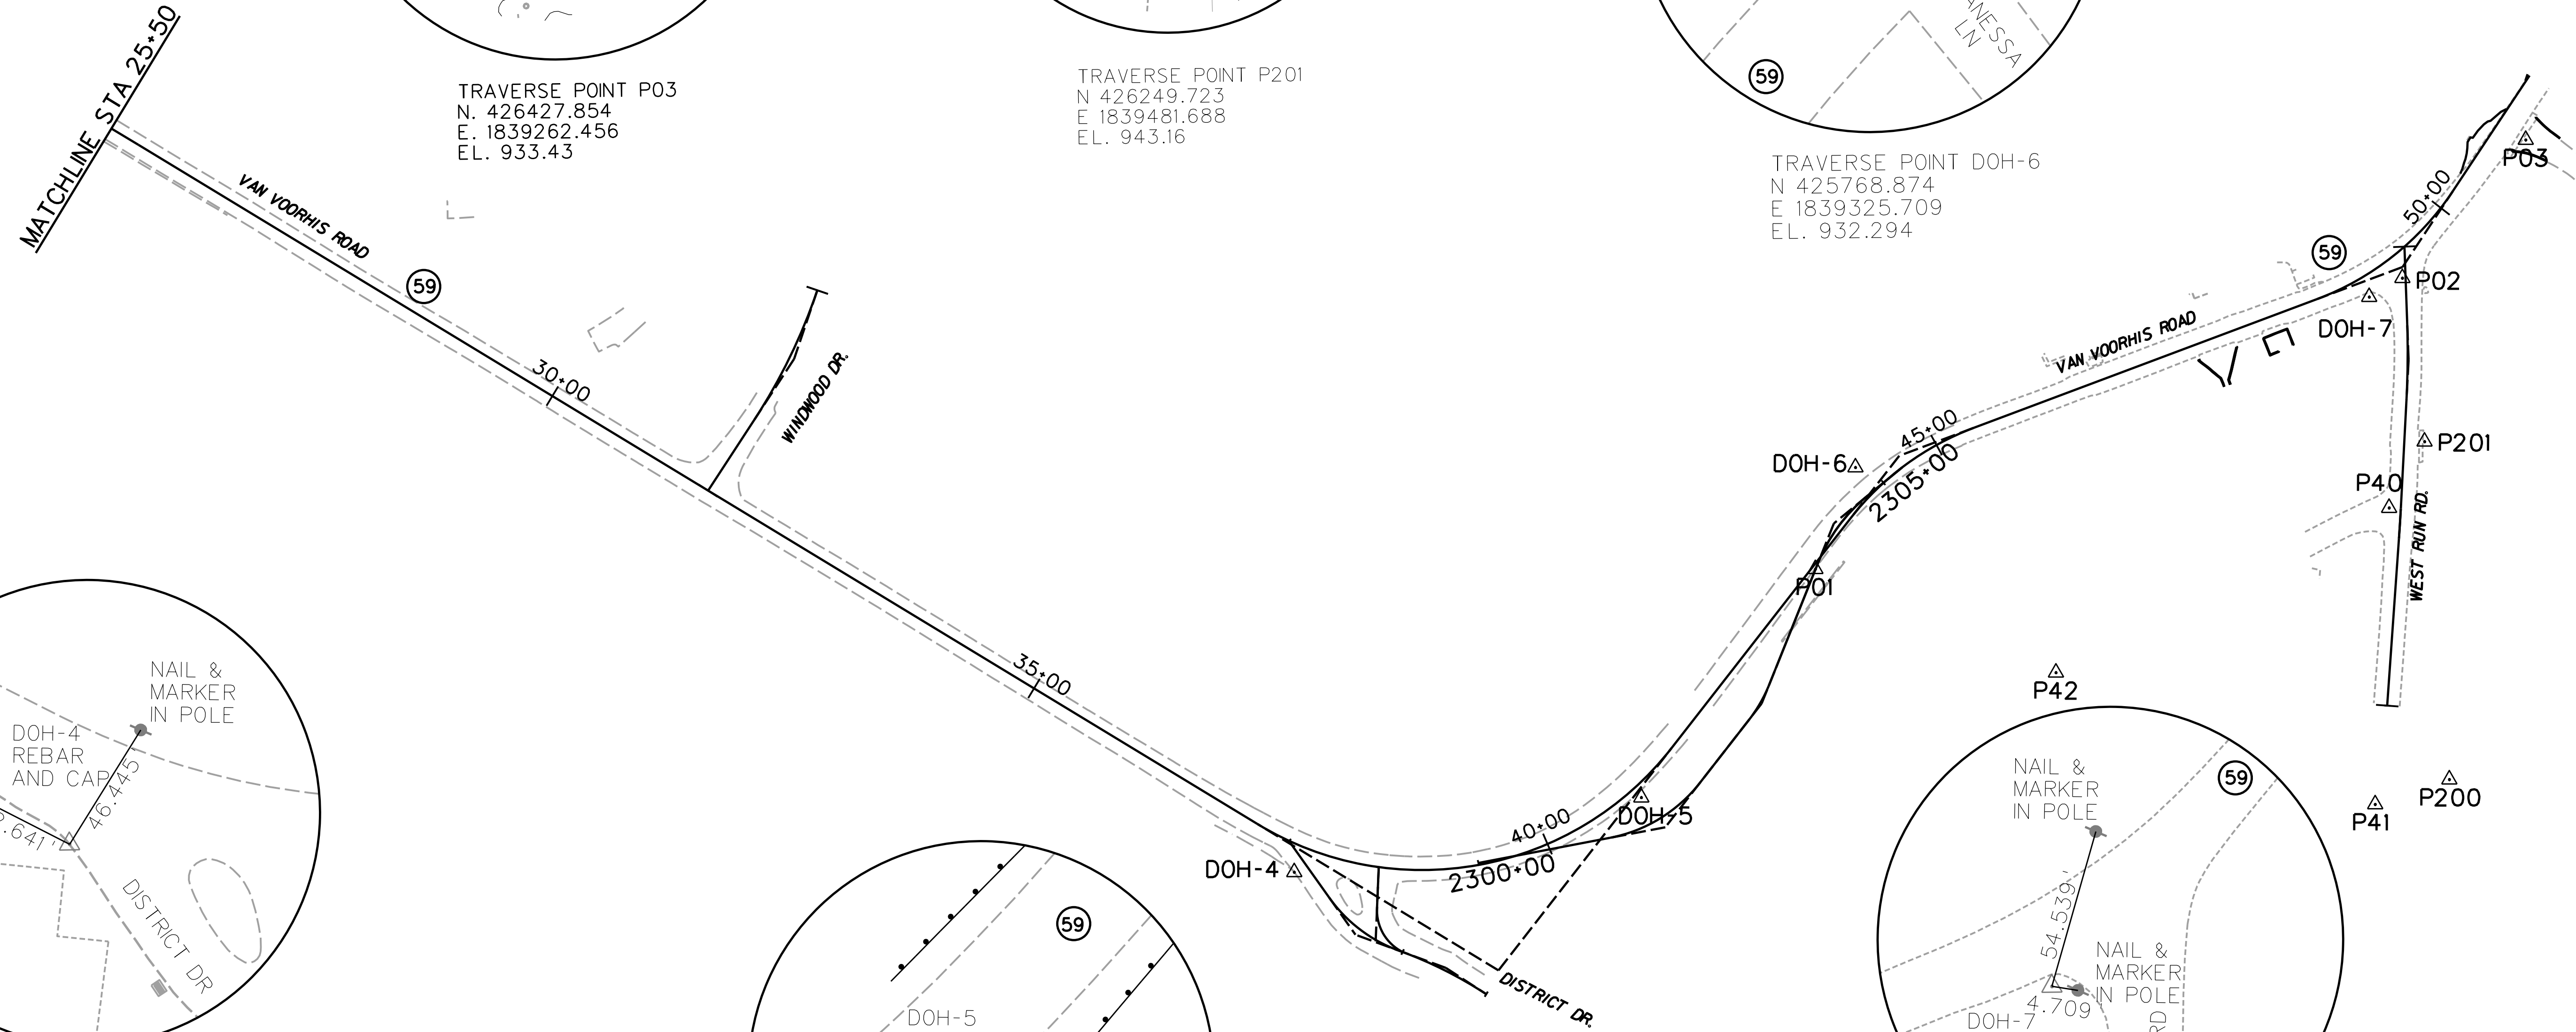 MATCHLINE STA 25+50
TRAVERSE POINT P03
N. 426427.854
E. 1839262.456
EL. 933.43
TRAVERSE POINT P201
N 426249.723
E 1839481.688
EL. 943.16
ANESSA
LN
59
TRAVERSE POINT DOH-6
N 425768.874
E 1839325.709
EL. 932.294
P03
50+00
59
P02
DOH-7
VAN VOORHIS ROAD
VAN VOORHIS ROAD
59
30+00
WINDWOOD DR.
45+00
2305+00
DOH-6
P201
P40
WEST RUN RD.
P01
35+00
P42
P200
P41
40+00
2300+00
DOH-5
DOH-4
DISTRICT DR.
NAIL &
MARKER
IN POLE
DOH-4
REBAR
AND CAP
46.445'
.641'
DISTRICT DR
59
DOH-5
NAIL &
MARKER
IN POLE
59
54.539'
NAIL &
MARKER
IN POLE
4.709
DOH-7
RD